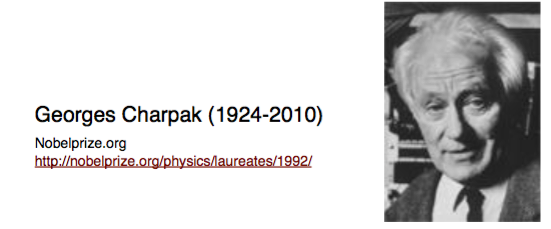 Georges Charpak (1924-2010)
Nobelprize.org
http://nobelprize.org/physics/laureates/1992/